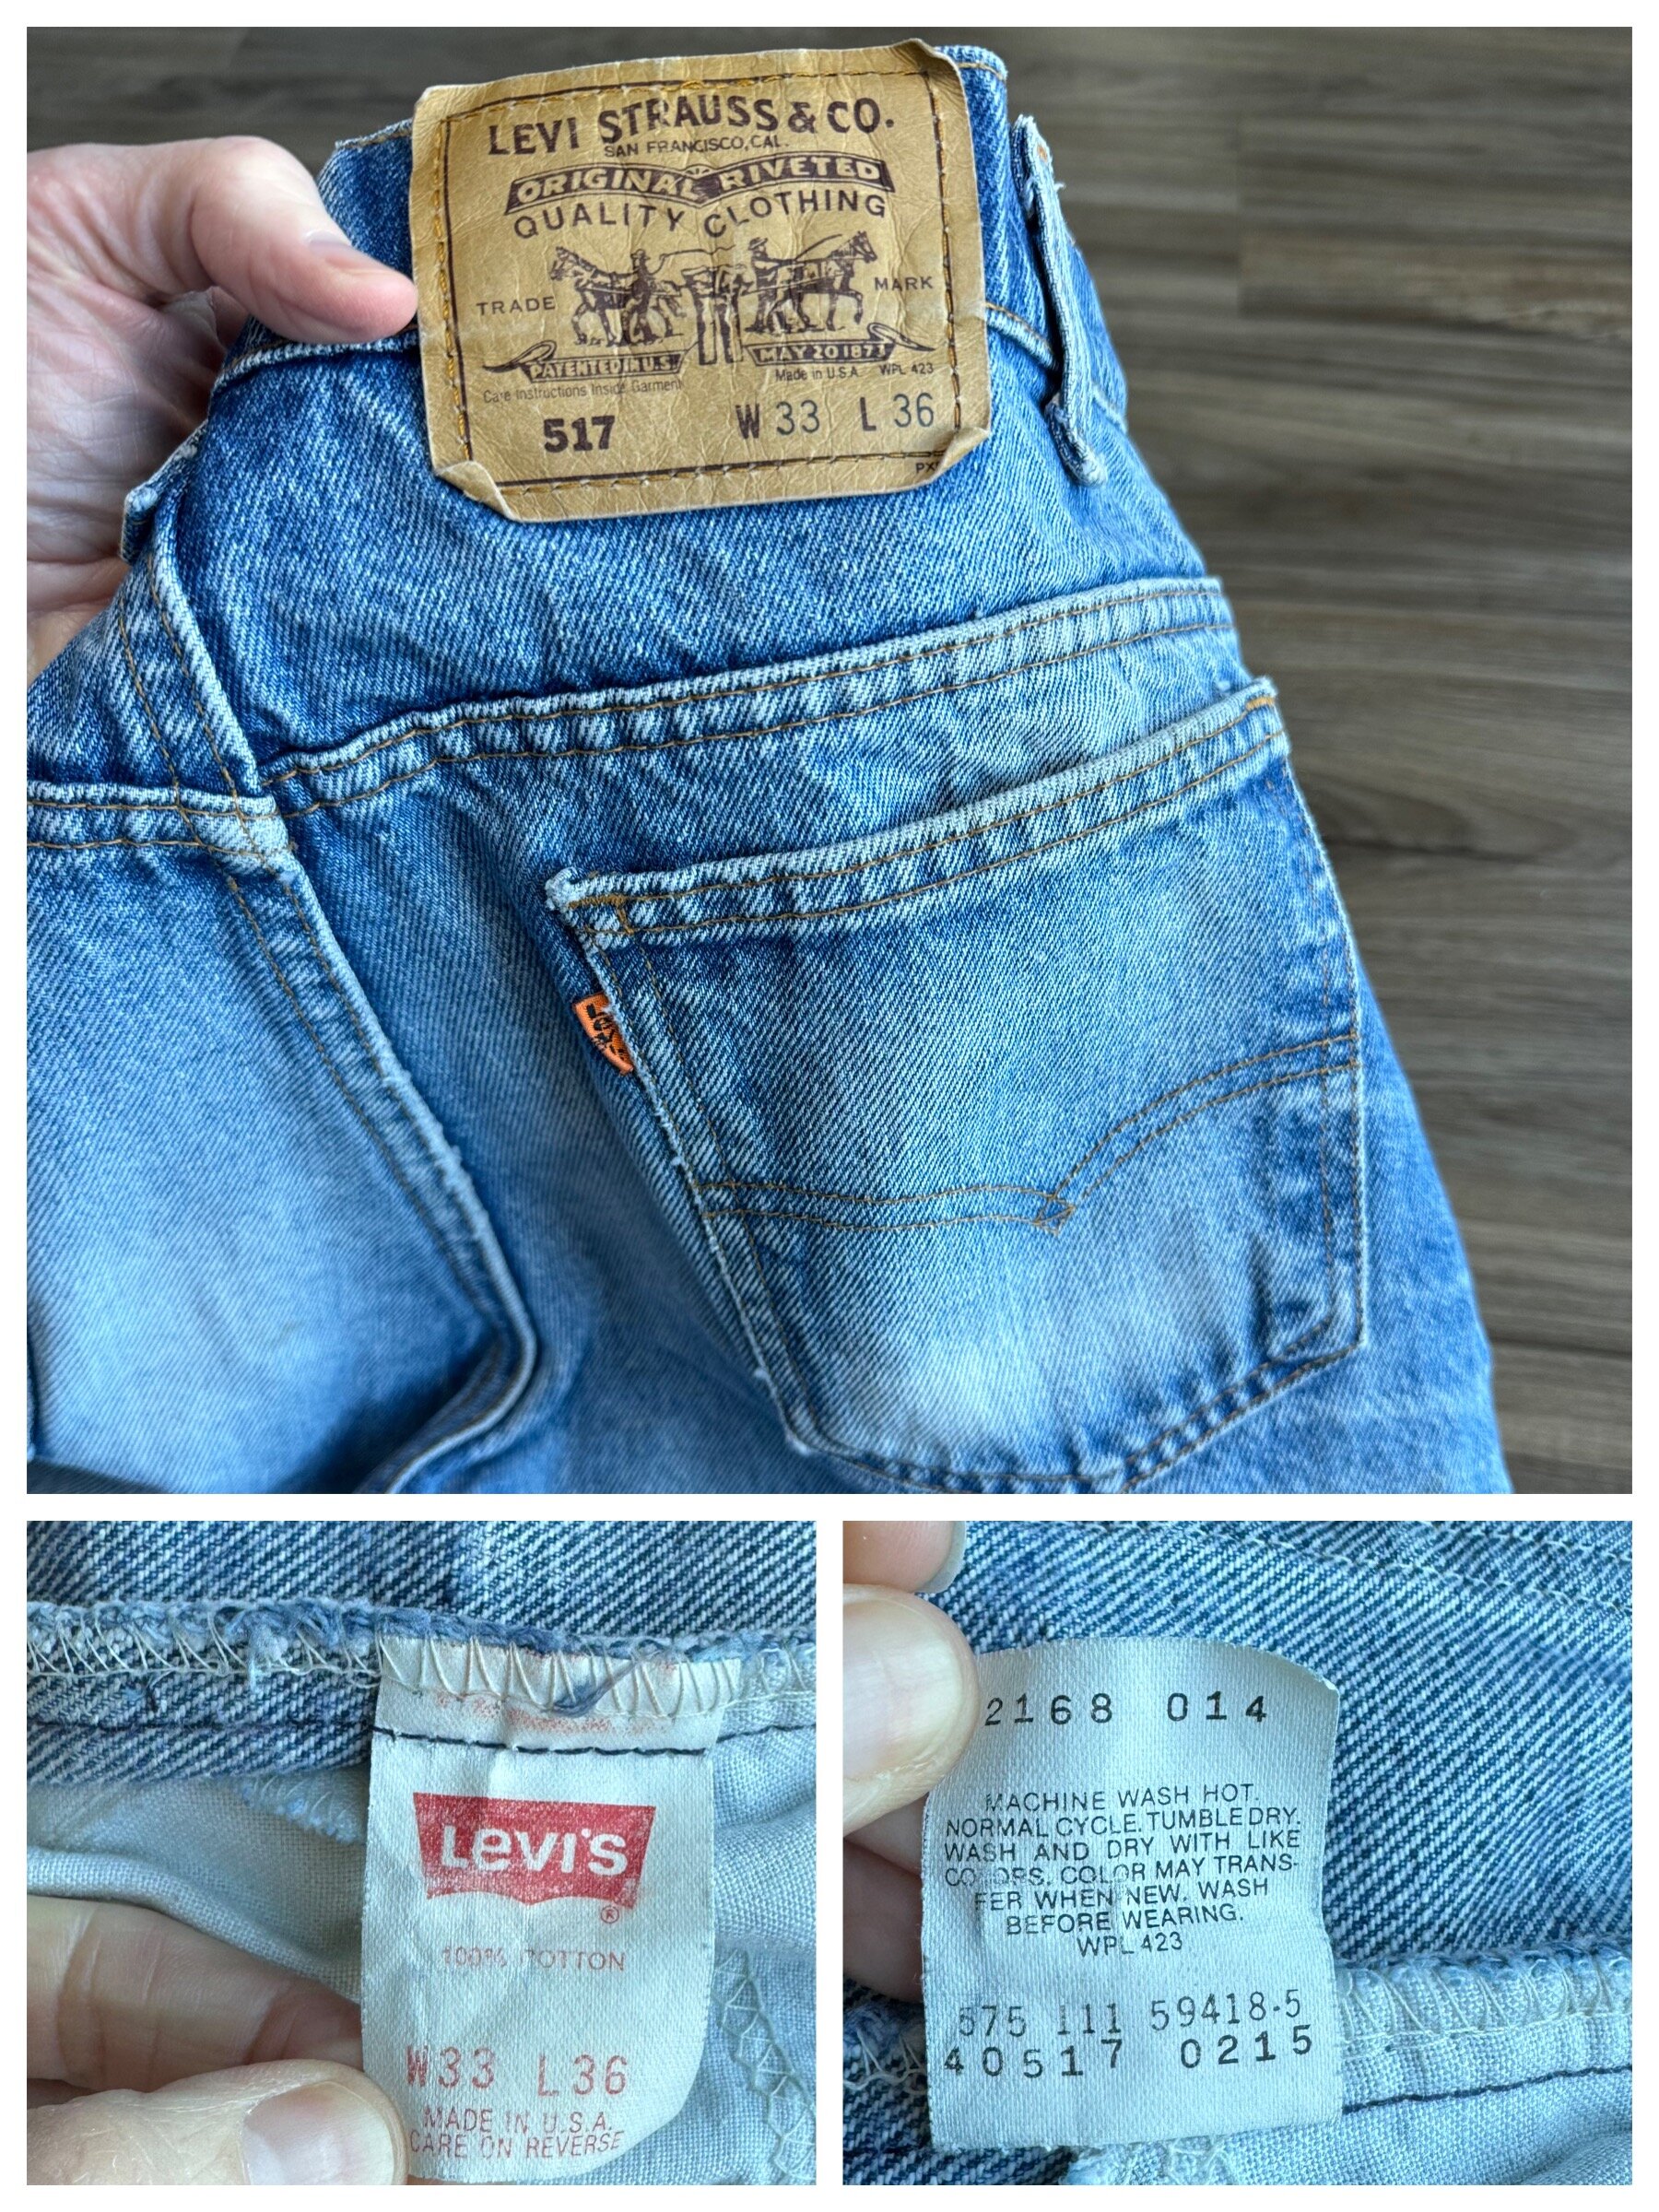 LEVI STRAUSS & CO.
SAN FRANCISCO, CAL.
ORIGINAL RIVETED
QUALITY CLOTHING
TRADE MARK
PATENTED IN U.S. MAY 20 1873
Care Instructions Inside Garment Made in U.S.A. WPL 423
517 W 33 L 36
PX
Levi's
LEVI'S
®
100% COTTON
W33 L36
MADE IN U.S.A.
CARE ON REVERSE
2168 014
MACHINE WASH HOT.
NORMAL CYCLE. TUMBLE DRY.
WASH AND DRY WITH LIKE
COLORS. COLOR MAY TRANS-
FER WHEN NEW. WASH
BEFORE WEARING.
WPL 423
575 111 59418-5
40517 0215